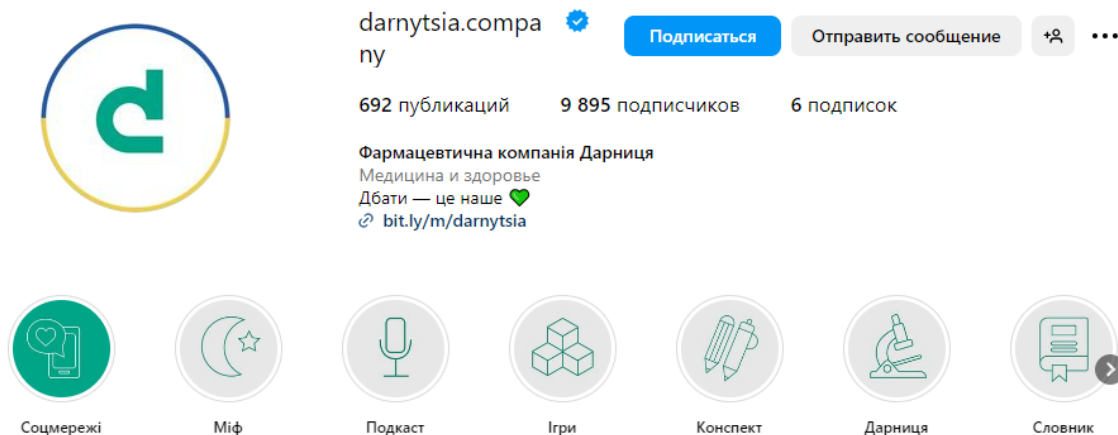 darnytsia.compa
ny
Подписаться
Отправить сообщение
692 публикаций 9 895 подписчиков 6 подписок
Фармацевтична компанія Дарниця
Медицина и здоровье
Дбати — це наше 💚
bit.ly/m/darnytsia
Соцмережі Міф Подкаст Ігри Конспект Дарниця Словник